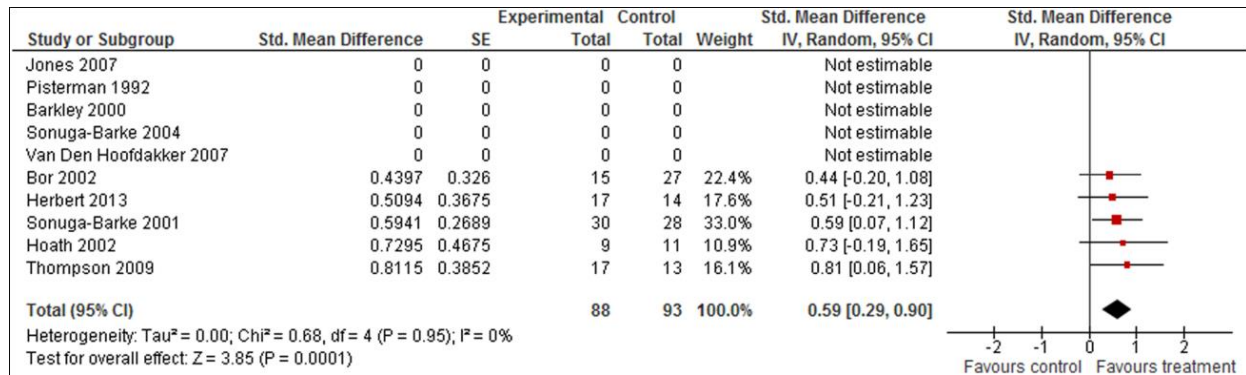 Experimental Control Std. Mean Difference Std. Mean Difference
Study or Subgroup Std. Mean Difference SE Total Total Weight IV, Random, 95% CI IV, Random, 95% CI
Jones 2007 0 0 0 0 Not estimable
Pisterman 1992 0 0 0 0 Not estimable
Barkley 2000 0 0 0 0 Not estimable
Sonuga-Barke 2004 0 0 0 0 Not estimable
Van Den Hoofdakker 2007 0 0 0 0 Not estimable
Bor 2002 0.4397 0.326 15 27 22.4% 0.44 [-0.20, 1.08]
Herbert 2013 0.5094 0.3675 17 14 17.6% 0.51 [-0.21, 1.23]
Sonuga-Barke 2001 0.5941 0.2689 30 28 33.0% 0.59 [0.07, 1.12]
Hoath 2002 0.7295 0.4675 9 11 10.9% 0.73 [-0.19, 1.65]
Thompson 2009 0.8115 0.3852 17 13 16.1% 0.81 [0.06, 1.57]
Total (95% CI) 88 93 100.0% 0.59 [0.29, 0.90]
Heterogeneity: Tau² = 0.00; Chi² = 0.68, df = 4 (P = 0.95); I² = 0%
Test for overall effect: Z = 3.85 (P = 0.0001)
-2 -1 0 1 2
Favours control Favours treatment